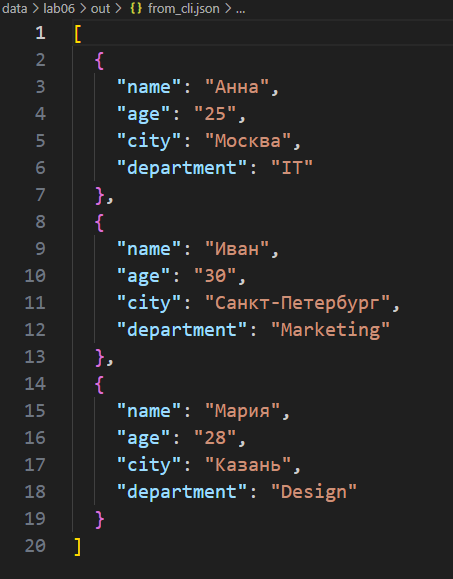 data > lab06 > out > {} from_cli.json > ...
1 [
2   {
3     "name": "Анна",
4     "age": "25",
5     "city": "Москва",
6     "department": "IT"
7   },
8   {
9     "name": "Иван",
10     "age": "30",
11     "city": "Санкт-Петербург",
12     "department": "Marketing"
13   },
14   {
15     "name": "Мария",
16     "age": "28",
17     "city": "Казань",
18     "department": "Design"
19   }
20 ]